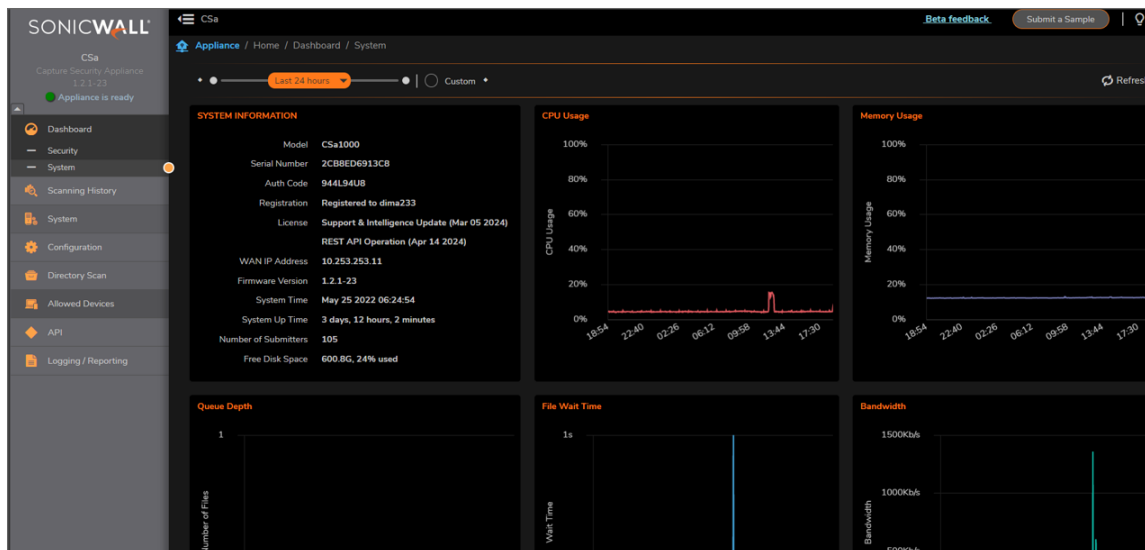 SONICWALL
CSa
Capture Security Appliance
1.2.1-23
Appliance is ready
Dashboard
Security
System
Scanning History
System
Configuration
Directory Scan
Allowed Devices
API
Logging / Reporting
CSa
Beta feedback
Submit a Sample
Appliance / Home / Dashboard / System
Last 24 hours
Custom
Refres
SYSTEM INFORMATION
Model CSa1000
Serial Number 2CB8ED6913C8
Auth Code 944L94U8
Registration Registered to dima233
License Support & Intelligence Update (Mar 05 2024)
REST API Operation (Apr 14 2024)
WAN IP Address 10.253.253.11
Firmware Version 1.2.1-23
System Time May 25 2022 06:24:54
System Up Time 3 days, 12 hours, 2 minutes
Number of Submitters 105
Free Disk Space 600.8G, 24% used
CPU Usage
100%
80%
60%
40%
20%
0%
CPU Usage
18:54 22:40 02:26 06:12 09:58 13:44 17:30
Memory Usage
100%
80%
60%
40%
20%
0%
Memory Usage
18:54 22:40 02:26 06:12 09:58 13:44 17:30
Queue Depth
1
Number of Files
File Wait Time
1s
Wait Time
Bandwidth
1500Kb/s
1000Kb/s
500Kb/s
Bandwidth